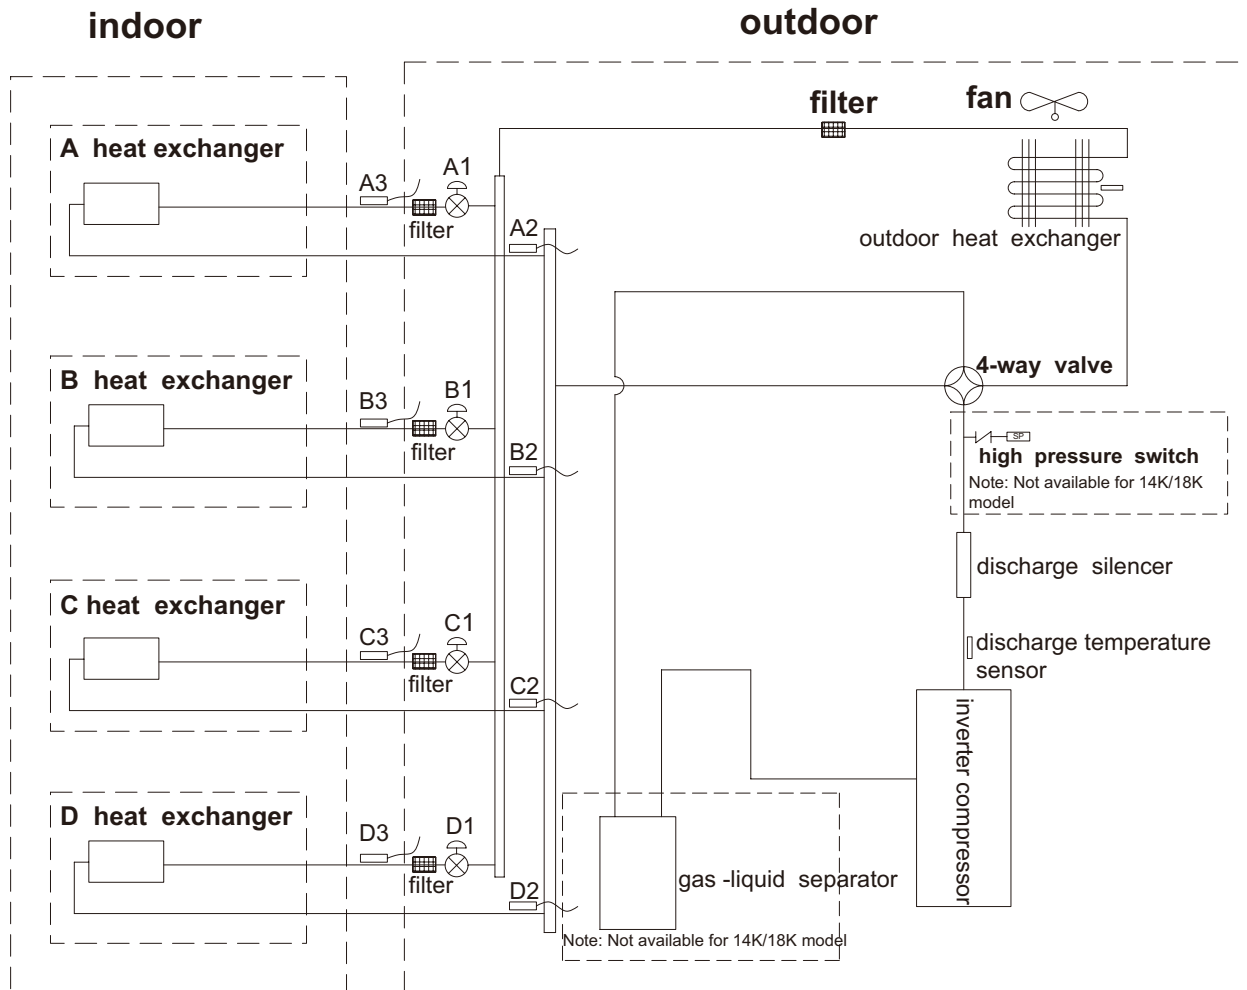 indoor
outdoor
filter
fan
A heat exchanger
A3
A1
filter
A2
outdoor heat exchanger
4-way valve
B heat exchanger
B3
B1
filter
B2
SP
high pressure switch
Note: Not available for 14K/18K
model
discharge silencer
C heat exchanger
C3
C1
filter
C2
discharge temperature
sensor
inverter compressor
D heat exchanger
D3
D1
filter
D2
gas -liquid separator
Note: Not available for 14K/18K model